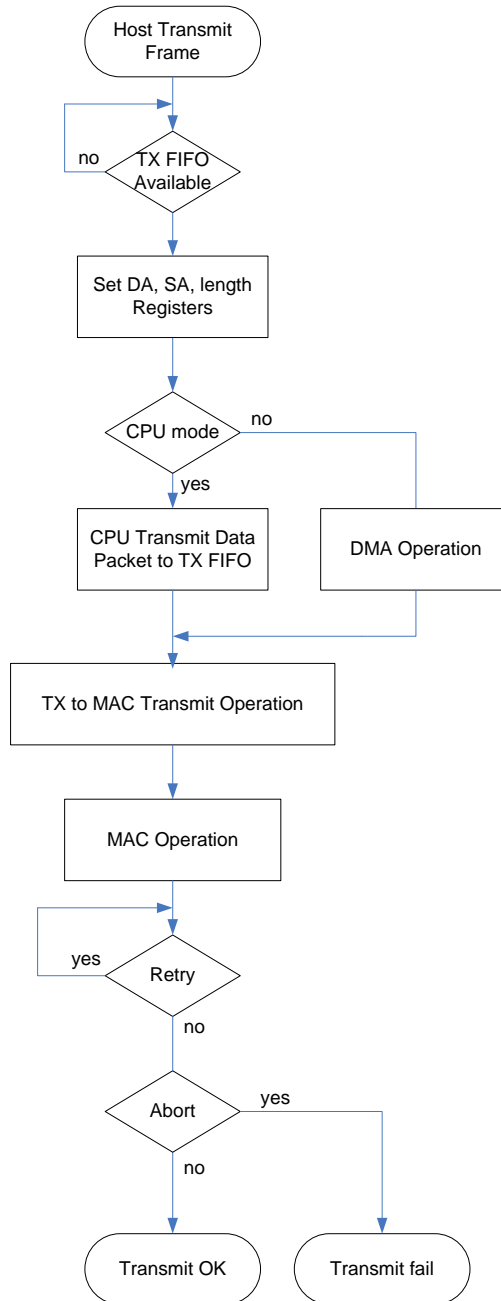 Host Transmit
Frame
no
TX FIFO
Available
Set DA, SA, length
Registers
CPU mode
no
yes
CPU Transmit Data
Packet to TX FIFO
DMA Operation
TX to MAC Transmit Operation
MAC Operation
yes
Retry
no
Abort
yes
no
Transmit OK
Transmit fail